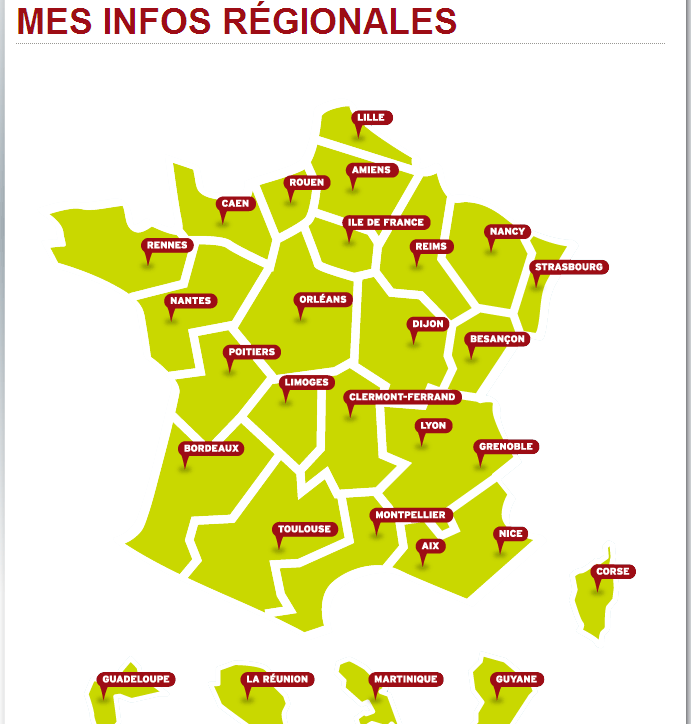 MES INFOS RÉGIONALES
LILLE
AMIENS
ROUEN
CAEN
ILE DE FRANCE
NANCY
RENNES
REIMS
STRASBOURG
NANTES
ORLÉANS
DIJON
BESANÇON
POITIERS
LIMOGES
CLERMONT-FERRAND
LYON
BORDEAUX
GRENOBLE
MONTPELLIER
TOULOUSE
NICE
AIX
CORSE
GUADELOUPE
LA RÉUNION
MARTINIQUE
GUYANE